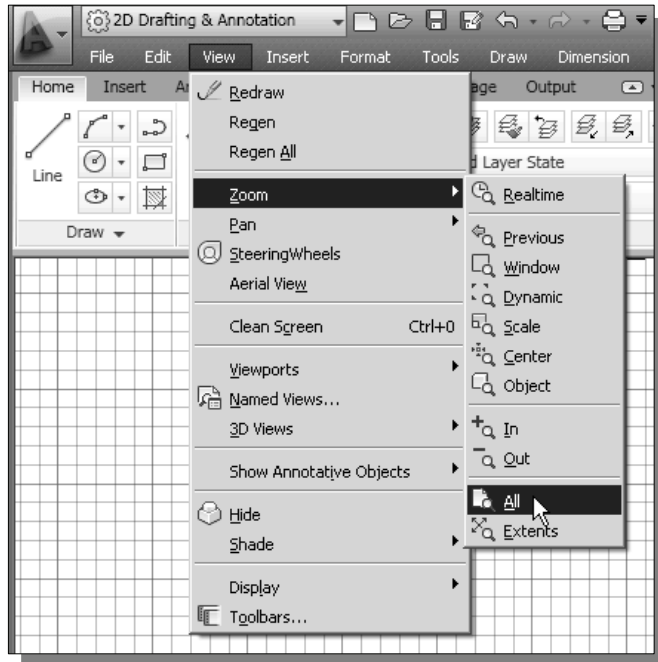 2D Drafting & Annotation
File Edit View Insert Format Tools Draw Dimension
Home Insert Output
Redraw
Regen
Regen All
Layer State
Line
Zoom
Realtime
Pan
Previous
Draw
SteeringWheels
Window
Aerial View
Dynamic
Clean Screen Ctrl+0
Scale
Center
Viewports
Object
Named Views...
3D Views
In
Out
Show Annotative Objects
All
Hide
Extents
Shade
Display
Toolbars...